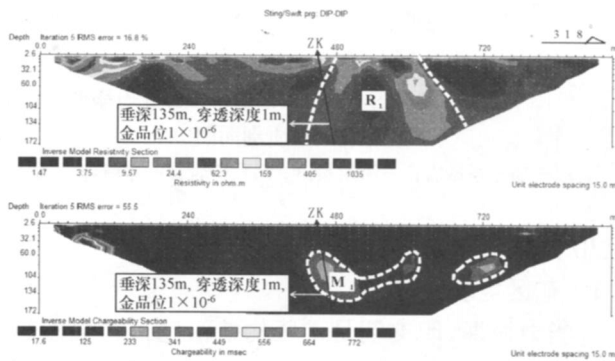 Sting/Swift prg: DIP-DIP
Depth Iteration 5 RMS error = 16.8 %
ZK
318
0.0 240 480 720 m
2.6
26.0
60.0
104
134
172
R₁
垂深135m, 穿透深度1m,
金品位1×10⁻⁶
Inverse Model Resistivity Section
1.47 3.75 9.57 24.4 62.3 159 405 1035
Resistivity in ohm.m
Unit electrode spacing 15.0 m
Depth Iteration 5 RMS error = 55.5
ZK
0.0 240 480 720 m
2.6
26.0
60.0
104
134
172
M₁
垂深135m, 穿透深度1m,
金品位1×10⁻⁶
Inverse Model Chargeability Section
17.6 125 233 341 449 556 664 772
Chargeability in msec
Unit electrode spacing 15.0 m